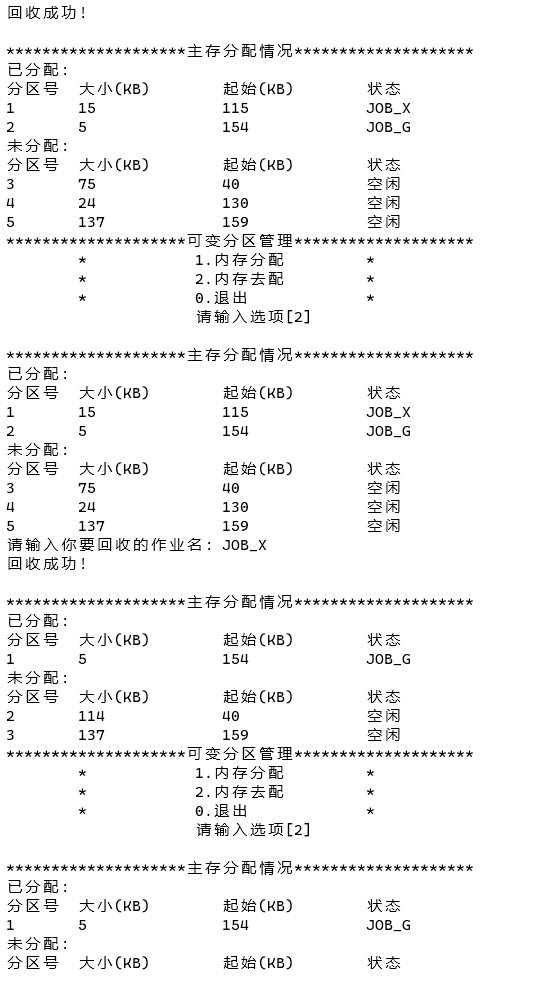 回收成功!
********************主存分配情况********************
已分配:
分区号  大小(KB)        起始(KB)        状态
1       15              115             JOB_X
2       5               154             JOB_G
未分配:
分区号  大小(KB)        起始(KB)        状态
3       75              40              空闲
4       24              130             空闲
5       137             159             空闲
********************可变分区管理********************
        *            1.内存分配         *
        *            2.内存去配         *
        *            0.退出             *
                     请输入选项[2]
********************主存分配情况********************
已分配:
分区号  大小(KB)        起始(KB)        状态
1       15              115             JOB_X
2       5               154             JOB_G
未分配:
分区号  大小(KB)        起始(KB)        状态
3       75              40              空闲
4       24              130             空闲
5       137             159             空闲
请输入你要回收的作业名: JOB_X
回收成功!
********************主存分配情况********************
已分配:
分区号  大小(KB)        起始(KB)        状态
1       5               154             JOB_G
未分配:
分区号  大小(KB)        起始(KB)        状态
2       114             40              空闲
3       137             159             空闲
********************可变分区管理********************
        *            1.内存分配         *
        *            2.内存去配         *
        *            0.退出             *
                     请输入选项[2]
********************主存分配情况********************
已分配:
分区号  大小(KB)        起始(KB)        状态
1       5               154             JOB_G
未分配:
分区号  大小(KB)        起始(KB)        状态